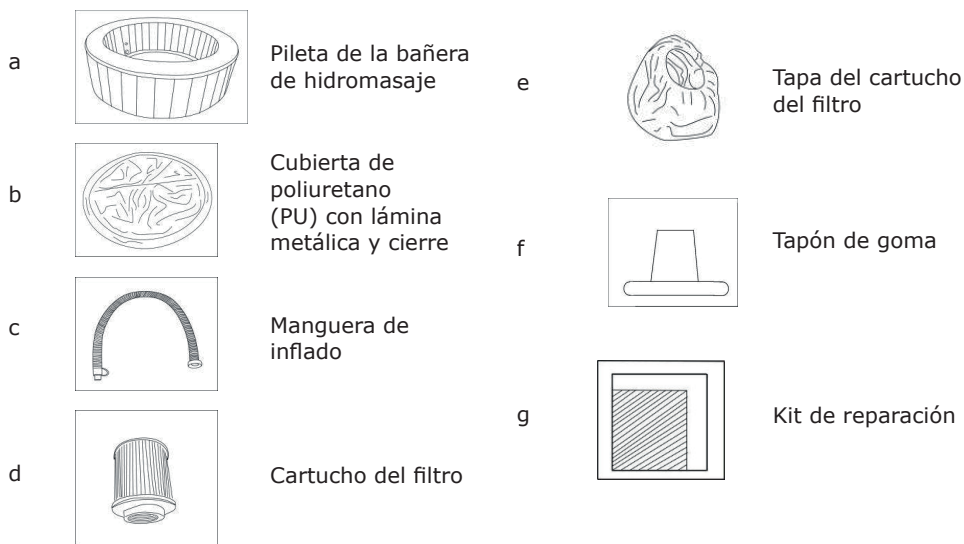 a
Pileta de la bañera
de hidromasaje
b
Cubierta de
poliuretano
(PU) con lámina
metálica y cierre
c
Manguera de
inflado
d
Cartucho del filtro
e
Tapa del cartucho
del filtro
f
Tapón de goma
g
Kit de reparación